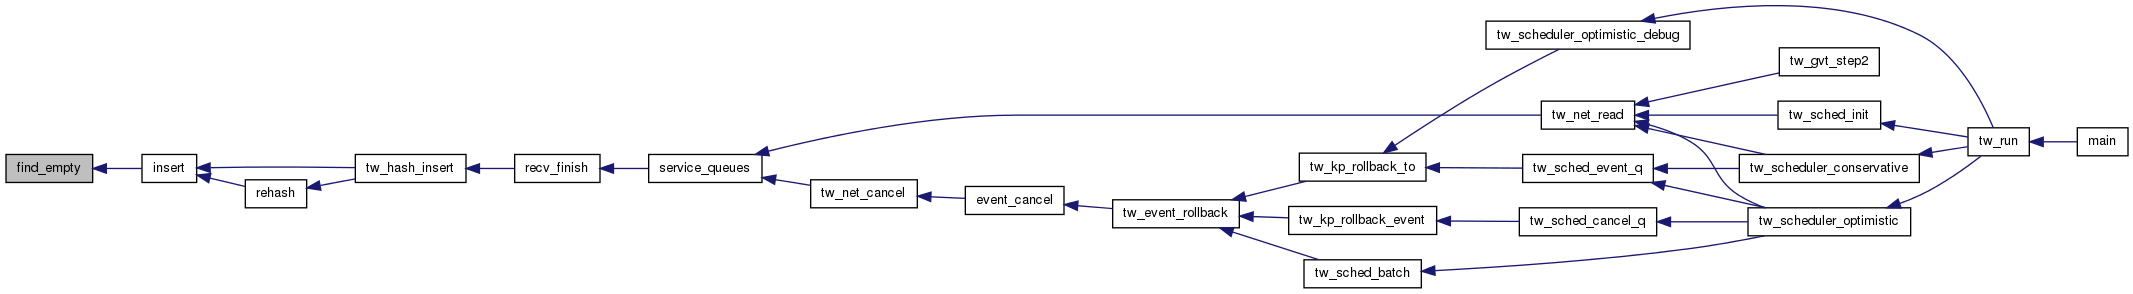 find_empty
insert
rehash
tw_hash_insert
recv_finish
service_queues
tw_net_cancel
event_cancel
tw_event_rollback
tw_kp_rollback_to
tw_kp_rollback_event
tw_sched_batch
tw_scheduler_optimistic_debug
tw_net_read
tw_sched_event_q
tw_sched_cancel_q
tw_gvt_step2
tw_sched_init
tw_scheduler_conservative
tw_scheduler_optimistic
tw_run
main